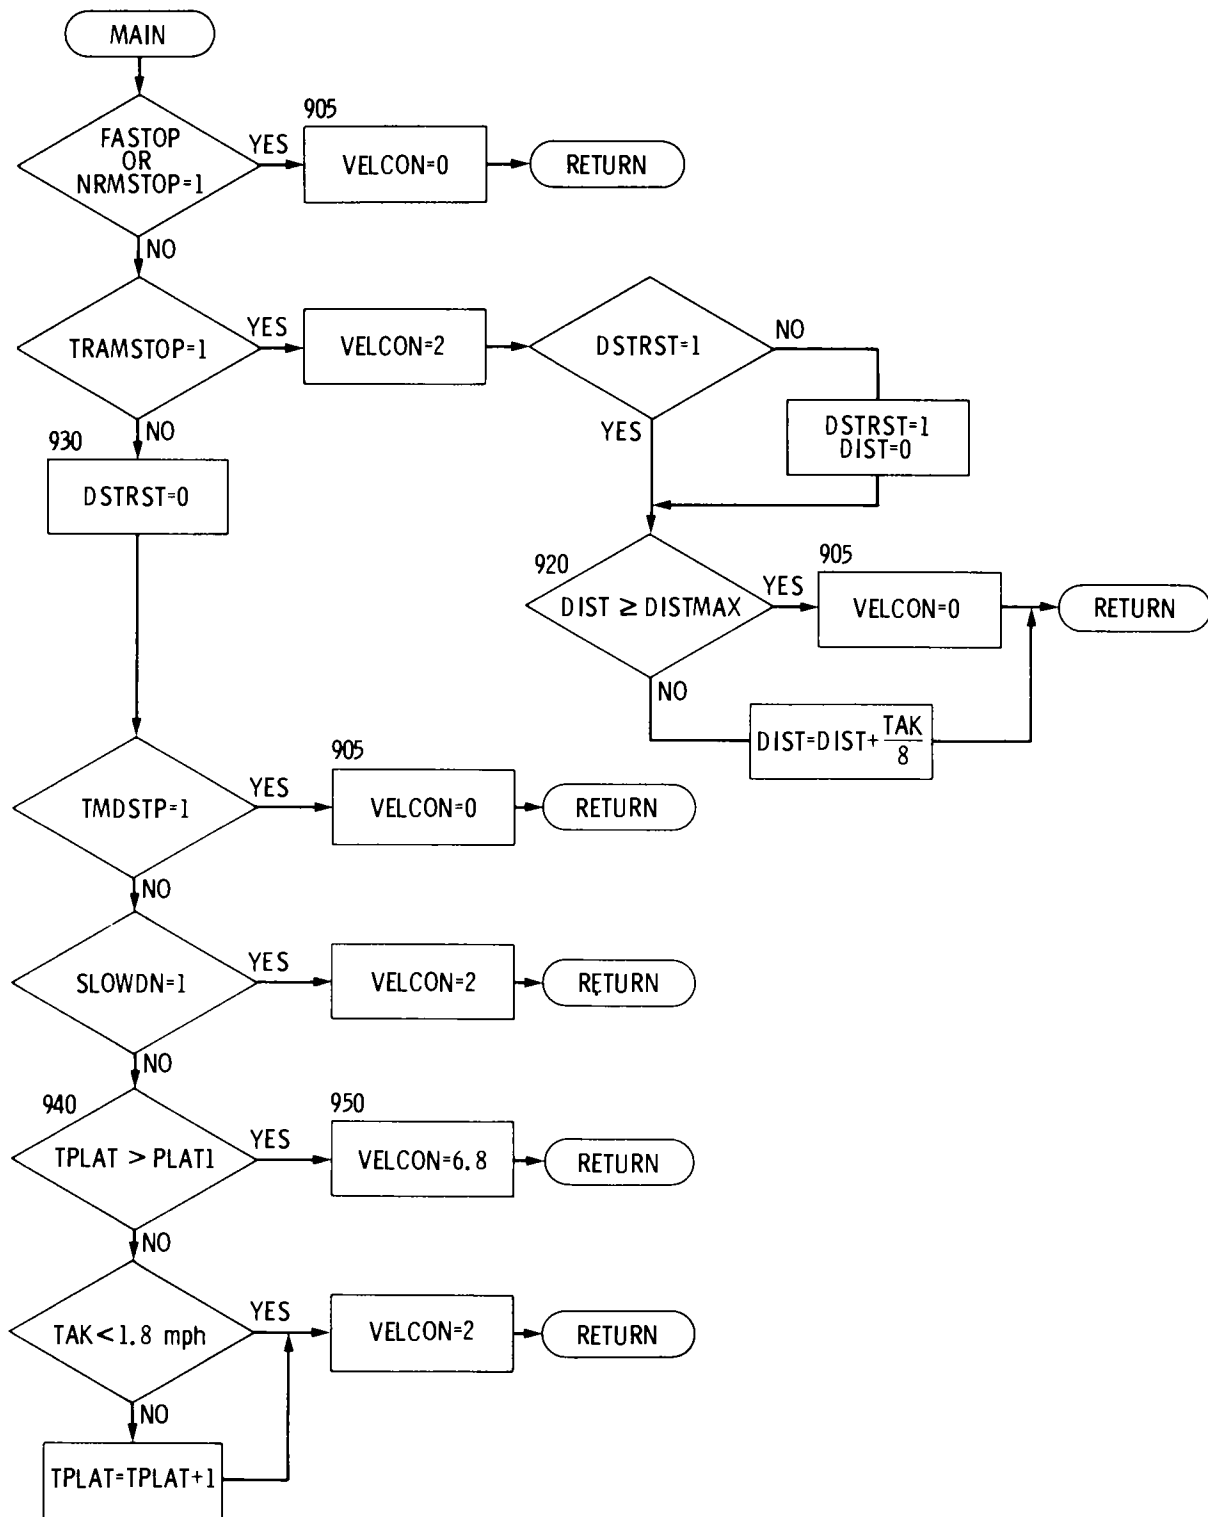 MAIN
FASTOP
OR
NRMSTOP=1
YES
905
VELCON=0
RETURN
NO
TRAMSTOP=1
YES
VELCON=2
DSTRST=1
NO
DSTRST=1
DIST=0
YES
NO
930
DSTRST=0
920
DIST ≥ DISTMAX
YES
905
VELCON=0
RETURN
NO
DIST=DIST+TAK/8
TMDSTP=1
YES
905
VELCON=0
RETURN
NO
SLOWDN=1
YES
VELCON=2
RETURN
NO
940
TPLAT > PLAT1
YES
950
VELCON=6.8
RETURN
NO
TAK<1.8 mph
YES
VELCON=2
RETURN
NO
TPLAT=TPLAT+1